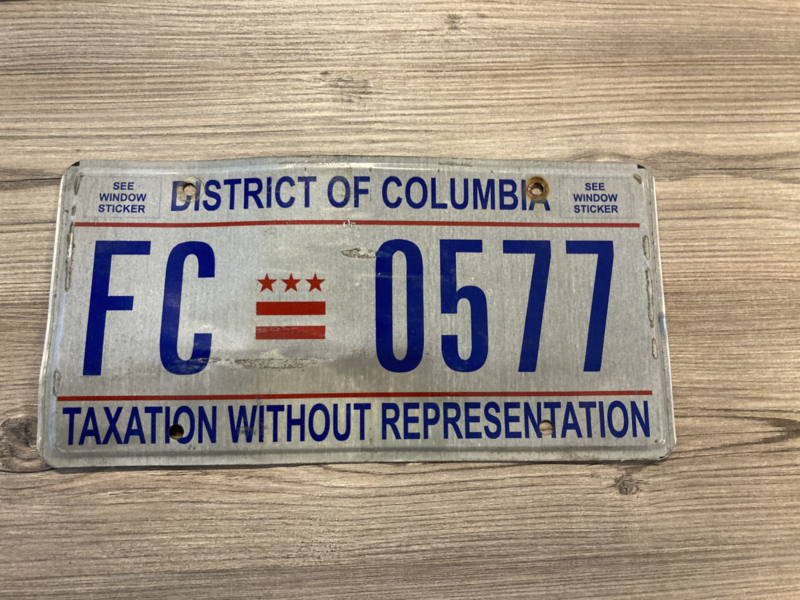 SEE WINDOW STICKER
DISTRICT OF COLUMBIA
SEE WINDOW STICKER
FC 0577
TAXATION WITHOUT REPRESENTATION